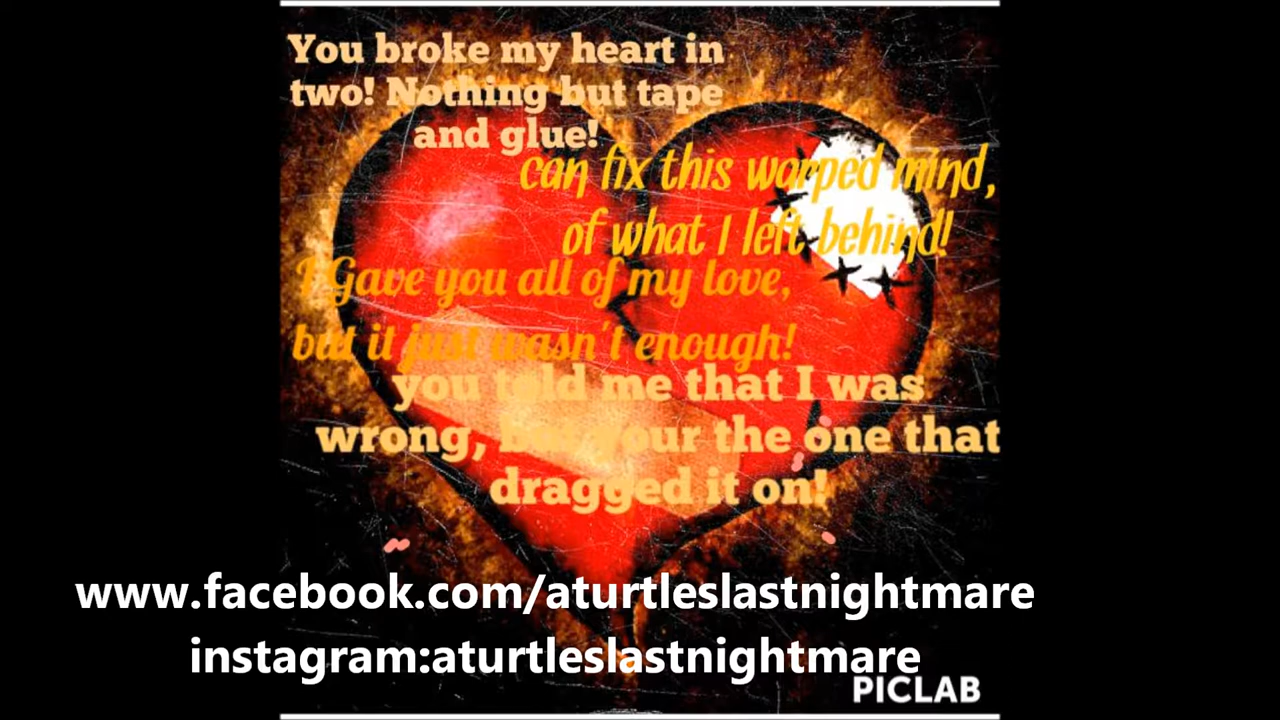 You broke my heart in
two! Nothing but tape
and glue!
can fix this warped mind,
of what I left behind!
I Gave you all of my love,
but it just wasn't enough!
you told me that I was
wrong, but your the one that
dragged it on!
www.facebook.com/aturtleslastnightmare
instagram:aturtleslastnightmare
PICLAB